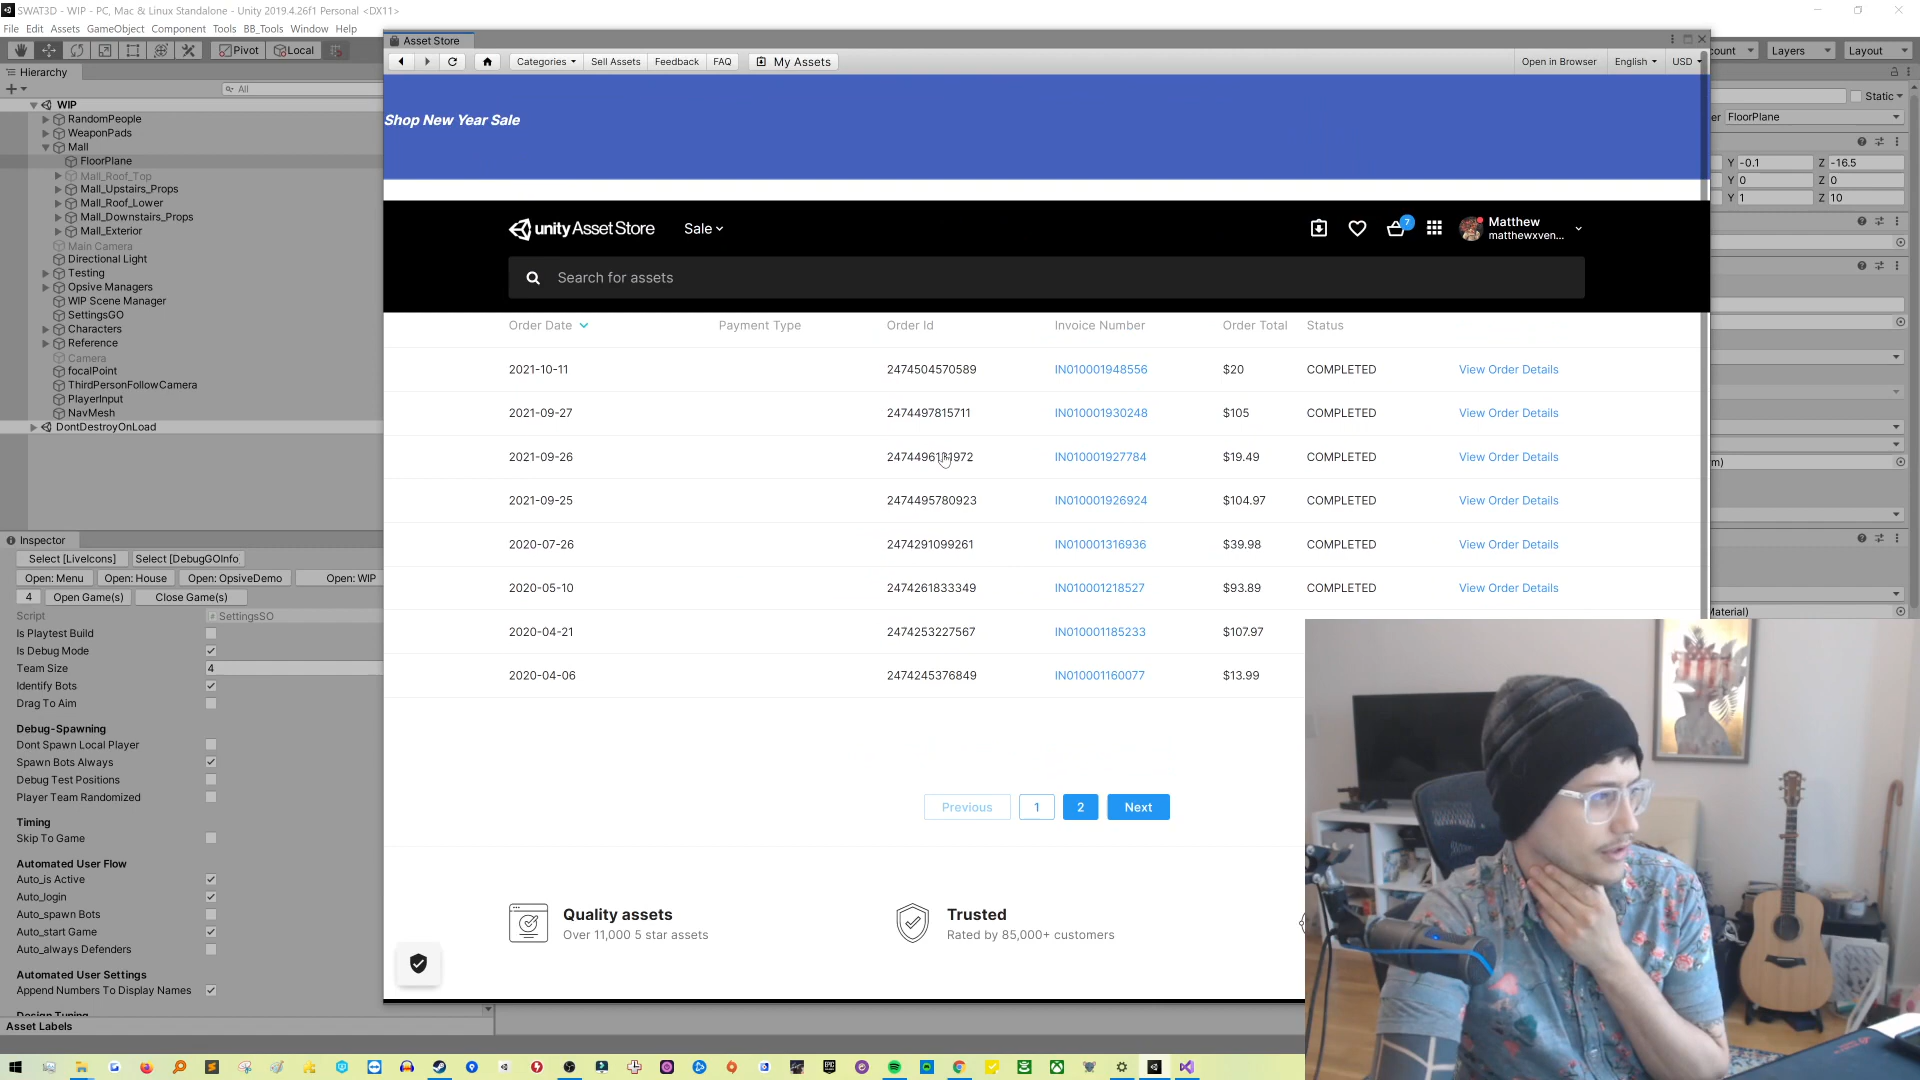 SWAT3D - WIP - PC, Mac & Linux Standalone - Unity 2019.4.26f1 Personal <DX11>
File Edit Assets GameObject Component Tools BB_Tools Window Help
Pivot Local
Layers Layout
Asset Store
Categories Sell Assets Feedback FAQ My Assets Open in Browser English USD
Hierarchy
All
WIP
RandomPeople
WeaponPads
Mall
FloorPlane
Mall_Roof_Top
Mall_Upstairs_Props
Mall_Roof_Lower
Mall_Downstairs_Props
Mall_Exterior
Main Camera
Directional Light
Testing
Opsive Managers
WIP Scene Manager
SettingsGO
Characters
Reference
Camera
focalPoint
ThirdPersonFollowCamera
PlayerInput
NavMesh
DontDestroyOnLoad
Inspector
Select [LiveIcons] Select [DebugGOInfo]
Open: Menu Open: House Open: OpsiveDemo Open: WIP
4 Open Game(s) Close Game(s)
Script SettingsSO
Is Playtest Build
Is Debug Mode
Team Size 4
Identify Bots
Drag To Aim
Debug-Spawning
Dont Spawn Local Player
Spawn Bots Always
Debug Test Positions
Player Team Randomized
Timing
Skip To Game
Automated User Flow
Auto_is Active
Auto_login
Auto_spawn Bots
Auto_start Game
Auto_always Defenders
Automated User Settings
Append Numbers To Display Names
Asset Labels
Shop New Year Sale
unity Asset Store Sale
7
Matthew
matthewxven...
Search for assets
Order Date Payment Type Order Id Invoice Number Order Total Status
2021-10-11 2474504570589 IN010001948556 $20 COMPLETED View Order Details
2021-09-27 2474497815711 IN010001930248 $105 COMPLETED View Order Details
2021-09-26 IN010001927784 $19.49 COMPLETED View Order Details
2021-09-25 2474495780923 IN010001926924 $104.97 COMPLETED View Order Details
2020-07-26 2474291099261 IN010001316936 $39.98 COMPLETED View Order Details
2020-05-10 2474261833349 IN010001218527 $93.89 COMPLETED View Order Details
2020-04-21 2474253227567 IN010001185233 $107.97
2020-04-06 2474245376849 IN010001160077 $13.99
Previous 1 2 Next
Quality assets
Over 11,000 5 star assets
Trusted
Rated by 85,000+ customers
Static
FloorPlane
Y -0.1 Z -16.5
Y 0 Z 0
Y 1 Z 10
Material)